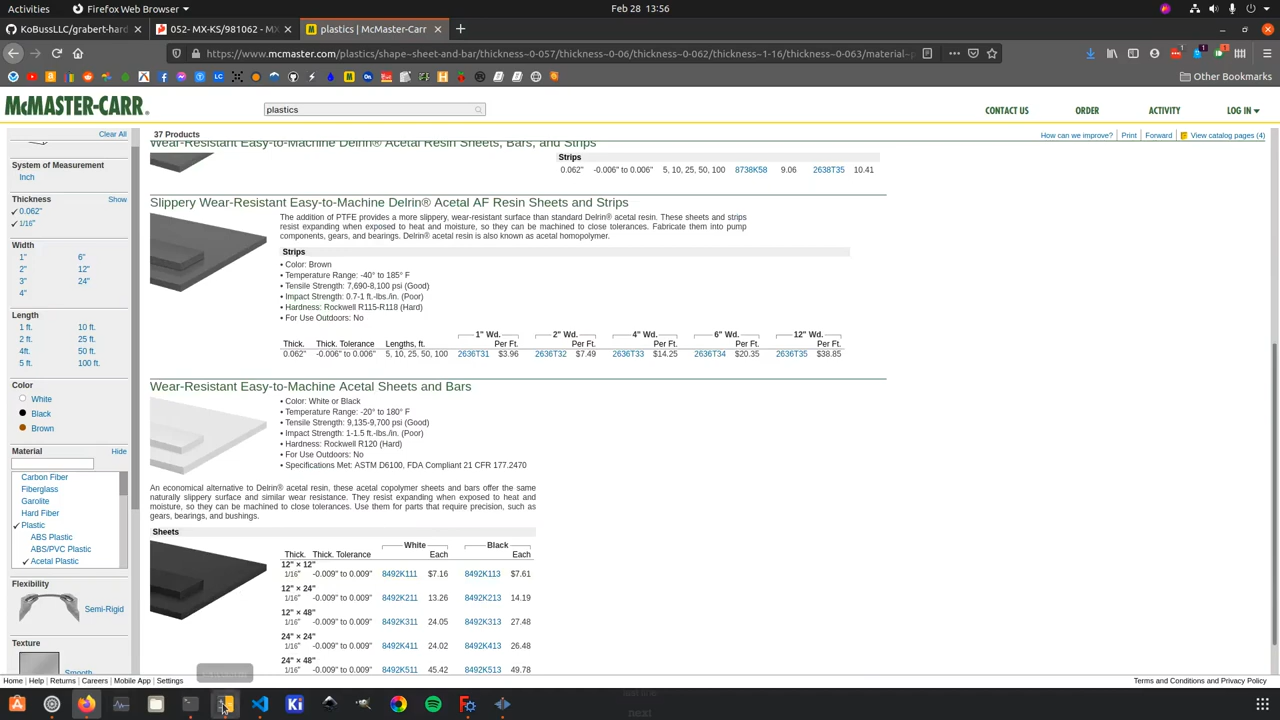 Activities
Firefox Web Browser
Feb 28 13:56
KoBussLLC/grabert-hard
052- MX-KS/981062 - MX
plastics | McMaster-Carr
https://www.mcmaster.com/plastics/shape~sheet-and-bar/thickness~0-057/thickness~0-06/thickness~0-062/thickness~1-16/thickness~0-063/material~
Other Bookmarks
McMASTER-CARR.
plastics
CONTACT US
ORDER
ACTIVITY
LOG IN
Clear All
37 Products
How can we improve?
Print
Forward
View catalog pages (4)
System of Measurement
Inch
Thickness Show
0.062"
1/16"
Width
1" 6"
2" 12"
3" 24"
4"
Length
1 ft. 10 ft.
2 ft. 25 ft.
4ft. 50 ft.
5 ft. 100 ft.
Color
White
Black
Brown
Material Hide
Carbon Fiber
Fiberglass
Garolite
Hard Fiber
Plastic
ABS Plastic
ABS/PVC Plastic
Acetal Plastic
Flexibility
Semi-Rigid
Texture
Smooth
Wear-Resistant Easy-to-Machine Delrin® Acetal Resin Sheets, Bars, and Strips
Strips
0.062" -0.006" to 0.006" 5, 10, 25, 50, 100 8738K58 9.06 2638T35 10.41
Slippery Wear-Resistant Easy-to-Machine Delrin® Acetal AF Resin Sheets and Strips
The addition of PTFE provides a more slippery, wear-resistant surface than standard Delrin® acetal resin. These sheets and strips
resist expanding when exposed to heat and moisture, so they can be machined to close tolerances. Fabricate them into pump
components, gears, and bearings. Delrin® acetal resin is also known as acetal homopolymer.
Strips
• Color: Brown
• Temperature Range: -40° to 185° F
• Tensile Strength: 7,690-8,100 psi (Good)
• Impact Strength: 0.7-1 ft.-lbs./in. (Poor)
• Hardness: Rockwell R115-R118 (Hard)
• For Use Outdoors: No
1" Wd. 2" Wd. 4" Wd. 6" Wd. 12" Wd.
Thick. Thick. Tolerance Lengths, ft. Per Ft. Per Ft. Per Ft. Per Ft. Per Ft.
0.062" -0.006" to 0.006" 5, 10, 25, 50, 100 2636T31 $3.96 2636T32 $7.49 2636T33 $14.25 2636T34 $20.35 2636T35 $38.85
Wear-Resistant Easy-to-Machine Acetal Sheets and Bars
• Color: White or Black
• Temperature Range: -20° to 180° F
• Tensile Strength: 9,135-9,700 psi (Good)
• Impact Strength: 1-1.5 ft.-lbs./in. (Poor)
• Hardness: Rockwell R120 (Hard)
• For Use Outdoors: No
• Specifications Met: ASTM D6100, FDA Compliant 21 CFR 177.2470
An economical alternative to Delrin® acetal resin, these acetal copolymer sheets and bars offer the same
naturally slippery surface and similar wear resistance. They resist expanding when exposed to heat and
moisture, so they can be machined to close tolerances. Use them for parts that require precision, such as
gears, bearings, and bushings.
Sheets
White Black
Thick. Thick. Tolerance Each Each
12" × 12"
1/16" -0.009" to 0.009" 8492K111 $7.16 8492K113 $7.61
12" × 24"
1/16" -0.009" to 0.009" 8492K211 13.26 8492K213 14.19
12" × 48"
1/16" -0.009" to 0.009" 8492K311 24.05 8492K313 27.48
24" × 24"
1/16" -0.009" to 0.009" 8492K411 24.02 8492K413 26.48
24" × 48"
1/16" -0.009" to 0.009" 8492K511 45.42 8492K513 49.78
Home | Help | Returns | Careers | Mobile App | Settings
Terms and Conditions and Privacy Policy
Ki
next